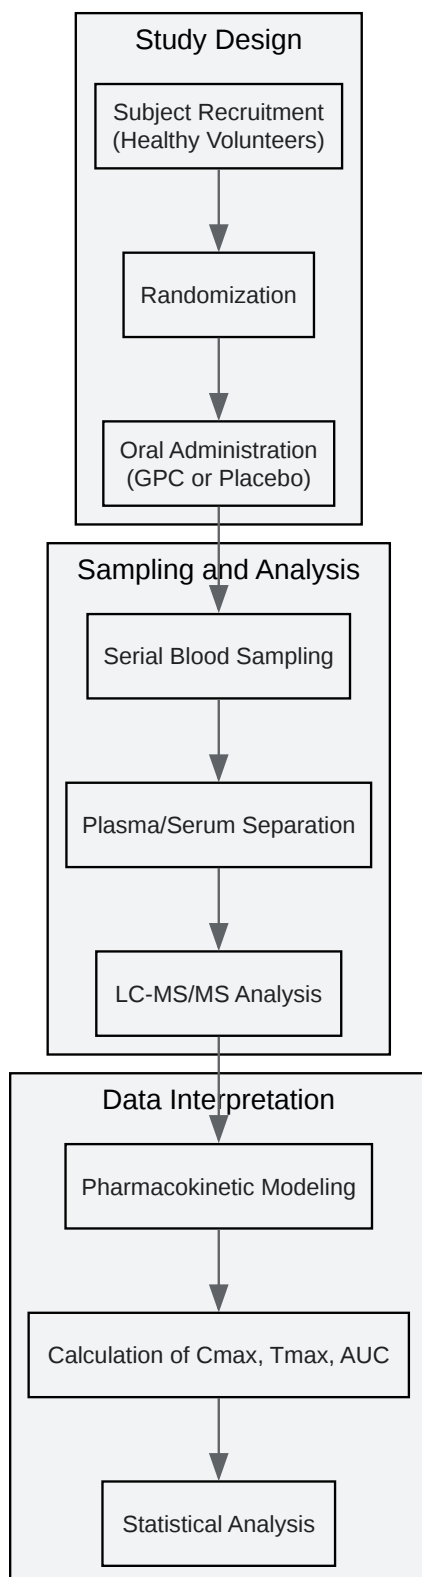 Study Design
Subject Recruitment
(Healthy Volunteers)
Randomization
Oral Administration
(GPC or Placebo)
Sampling and Analysis
Serial Blood Sampling
Plasma/Serum Separation
LC-MS/MS Analysis
Data Interpretation
Pharmacokinetic Modeling
Calculation of Cmax, Tmax, AUC
Statistical Analysis